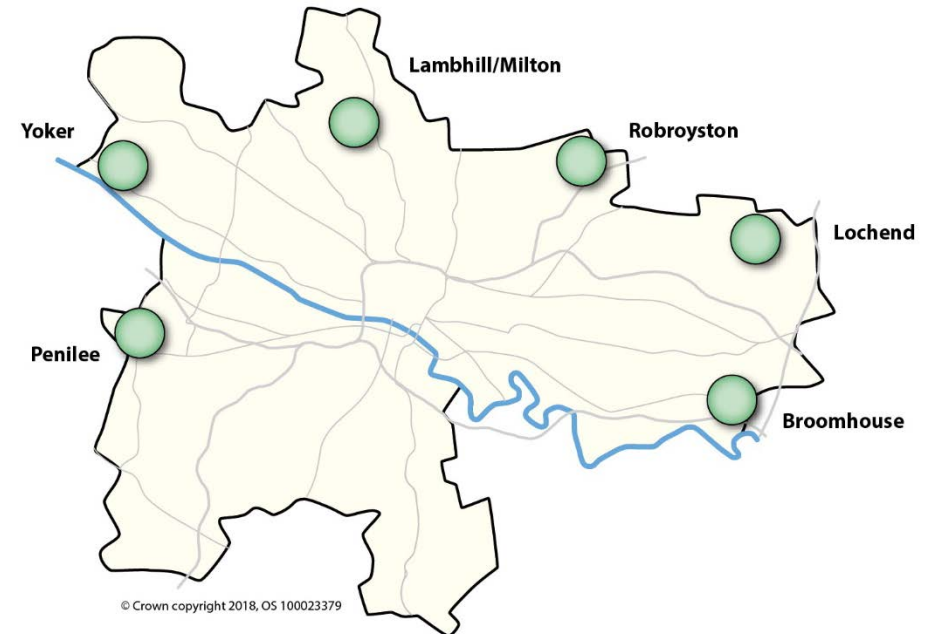 Lambhill/Milton
Yoker
Robroyston
Lochend
Penilee
Broomhouse
© Crown copyright 2018, OS 100023379